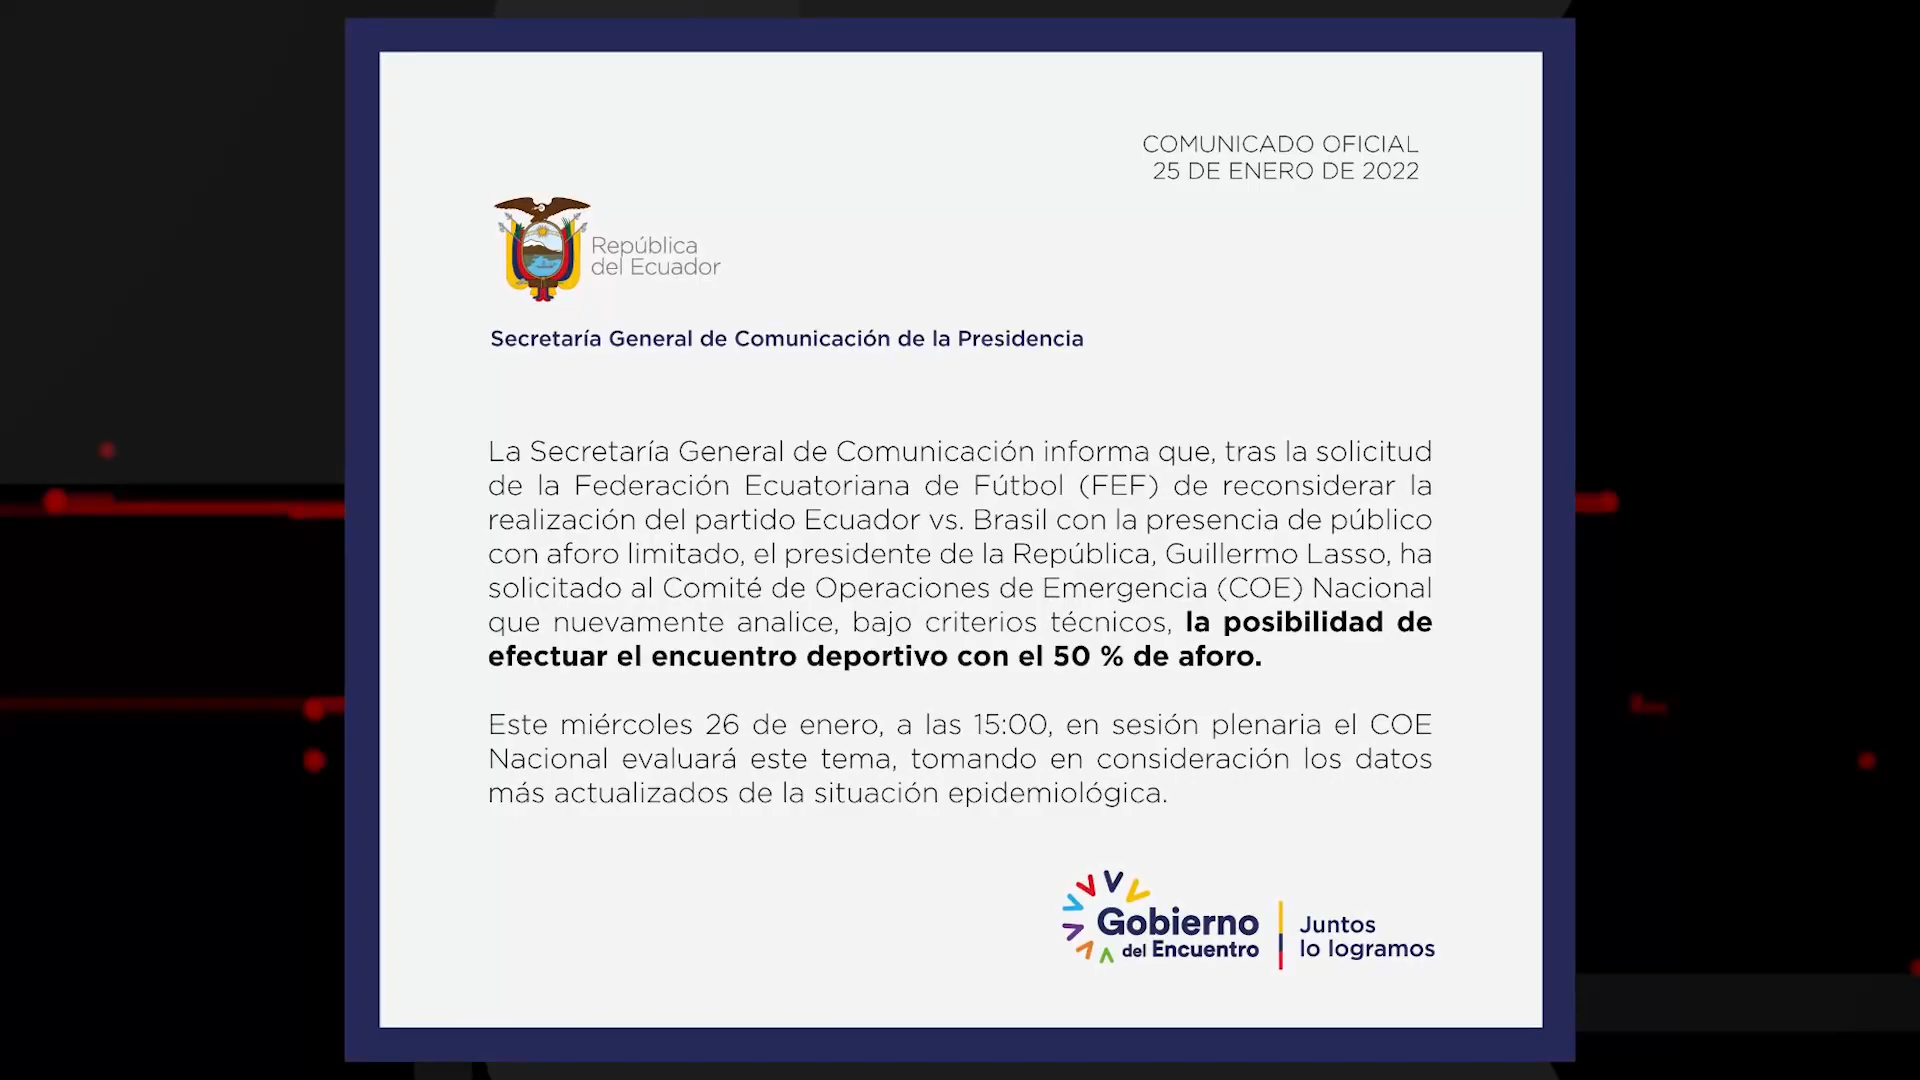 COMUNICADO OFICIAL
25 DE ENERO DE 2022
República
del Ecuador
Secretaría General de Comunicación de la Presidencia
La Secretaría General de Comunicación informa que, tras la solicitud
de la Federación Ecuatoriana de Fútbol (FEF) de reconsiderar la
realización del partido Ecuador vs. Brasil con la presencia de público
con aforo limitado, el presidente de la República, Guillermo Lasso, ha
solicitado al Comité de Operaciones de Emergencia (COE) Nacional
que nuevamente analice, bajo criterios técnicos, la posibilidad de
efectuar el encuentro deportivo con el 50 % de aforo.
Este miércoles 26 de enero, a las 15:00, en sesión plenaria el COE
Nacional evaluará este tema, tomando en consideración los datos
más actualizados de la situación epidemiológica.
Gobierno
del Encuentro
Juntos
lo logramos